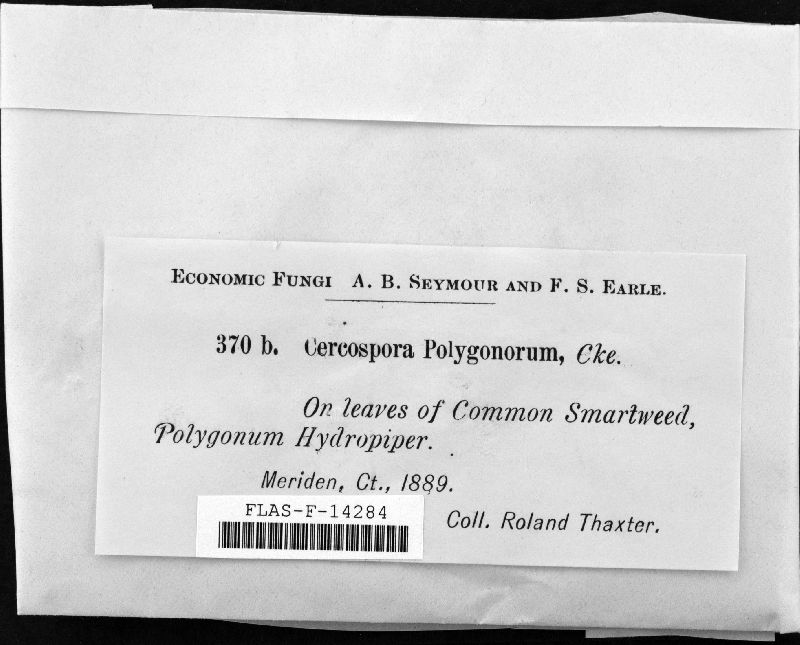 Economic Fungi A. B. Seymour and F. S. Earle.
370 b. Cercospora Polygonorum, Cke.
On leaves of Common Smartweed,
Polygonum Hydropiper.
Meriden, Ct., 1889.
FLAS-F-14284
Coll. Roland Thaxter.